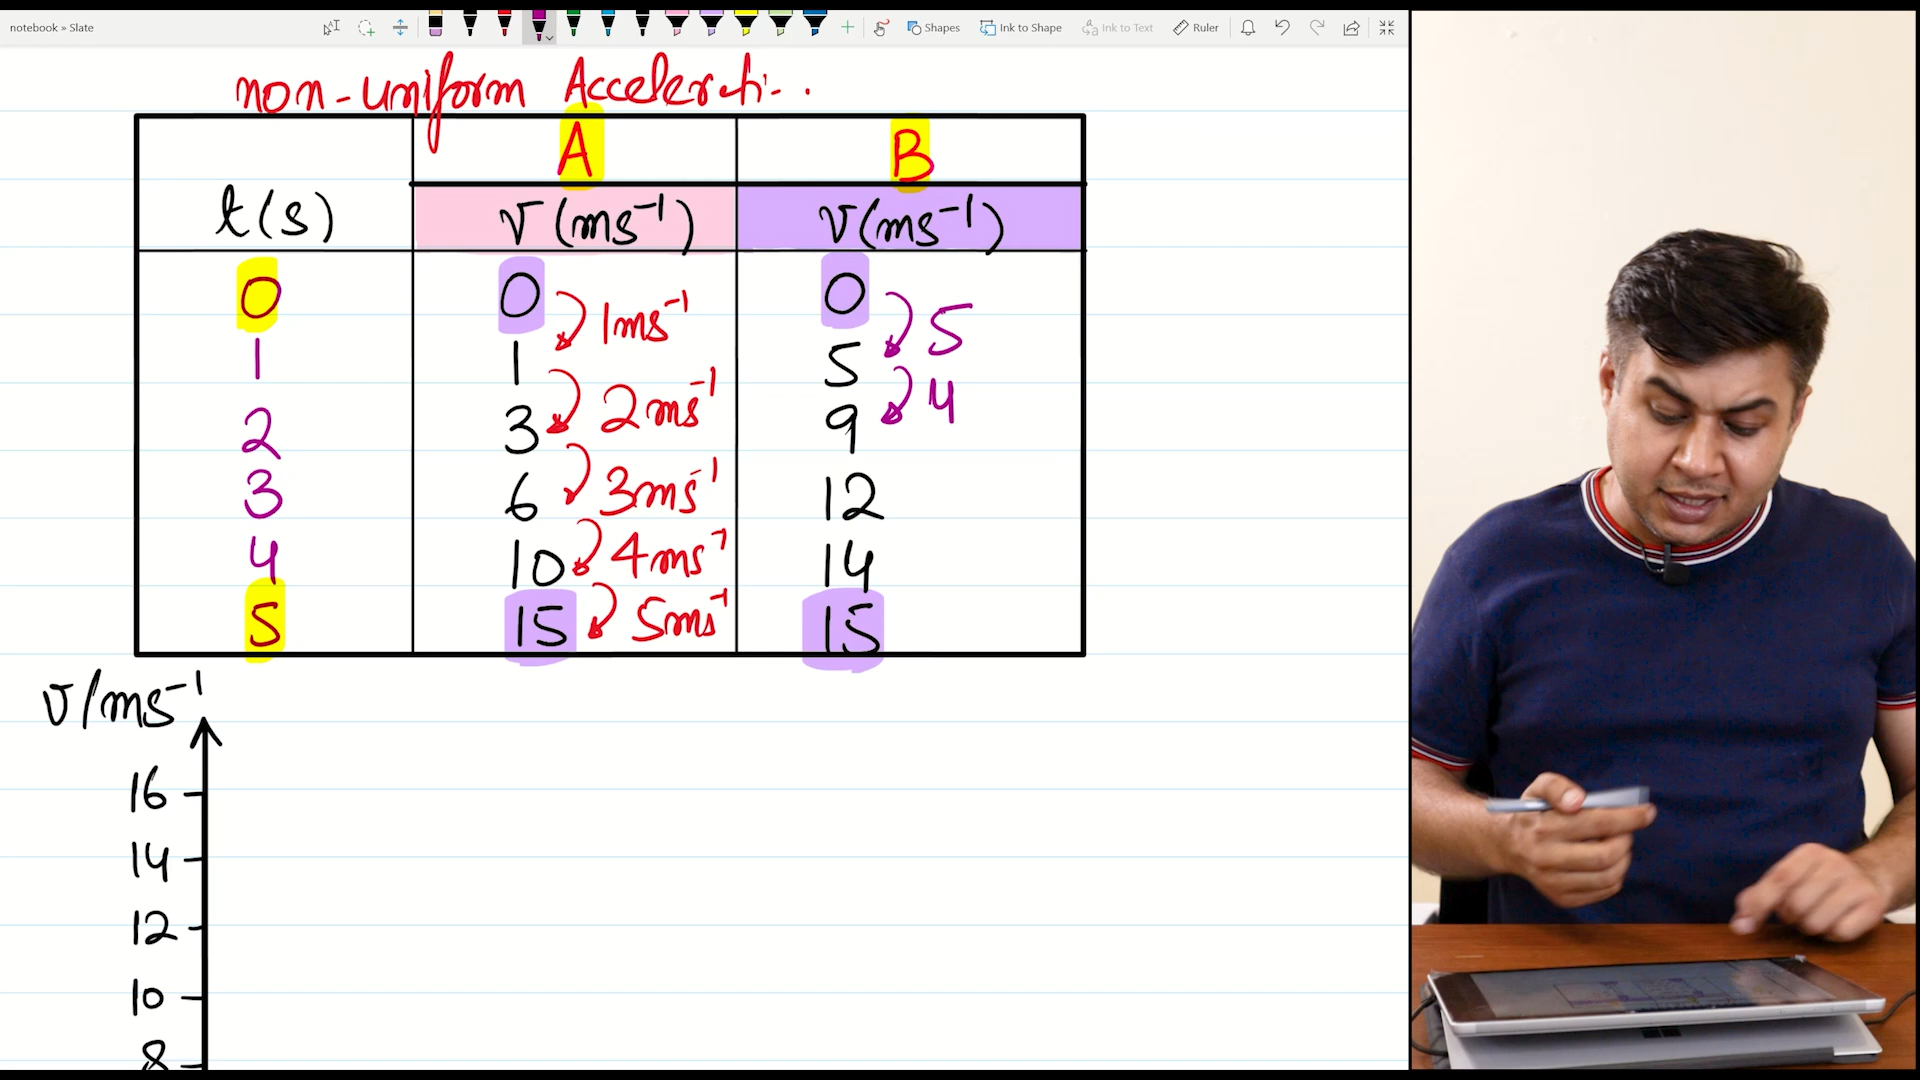 notebook » Slate
Shapes Ink to Shape Ink to Text Ruler
non-uniform Accelerati..
A B
t(s) v (ms⁻¹) v(ms⁻¹)
0 0 0
1ms⁻¹ 5
1 1 5
2ms⁻¹ 4
2 3 9
3ms⁻¹
3 6 12
4ms⁻¹
4 10 14
5ms⁻¹
5 15 15
v/ms⁻¹
16
14
12
10
8